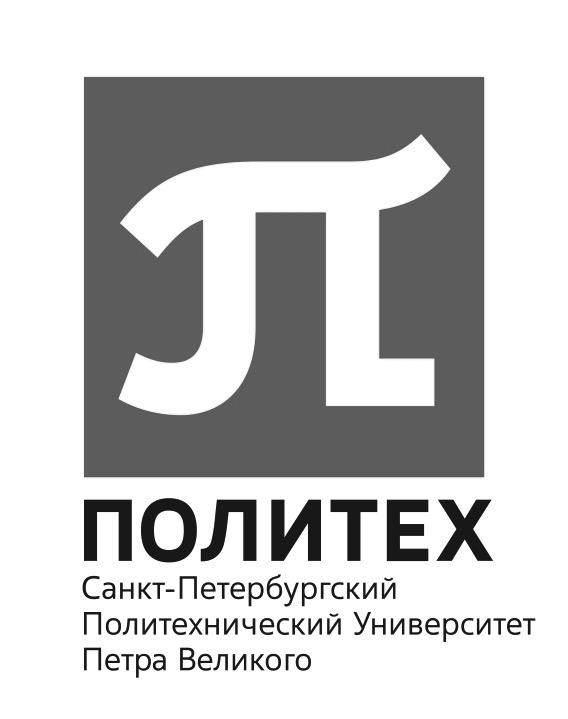 ПОЛИТЕХ
Санкт-Петербургский
Политехнический Университет
Петра Великого